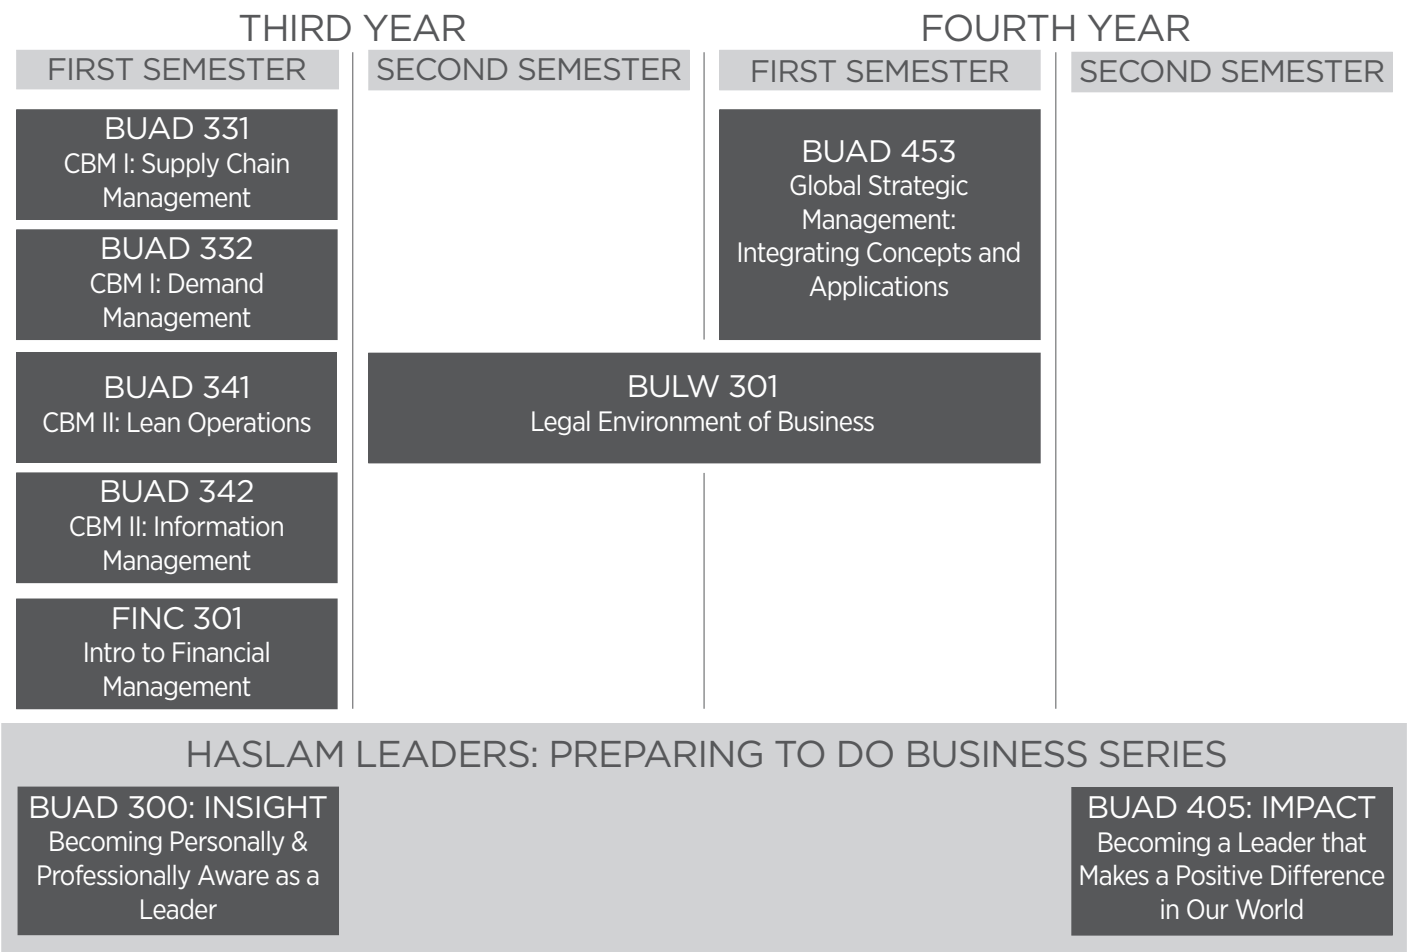 THIRD YEAR
FOURTH YEAR
FIRST SEMESTER
SECOND SEMESTER
FIRST SEMESTER
SECOND SEMESTER
BUAD 331
CBM I: Supply Chain
Management
BUAD 332
CBM I: Demand
Management
BUAD 341
CBM II: Lean Operations
BUAD 342
CBM II: Information
Management
FINC 301
Intro to Financial
Management
BUAD 453
Global Strategic
Management:
Integrating Concepts and
Applications
BULW 301
Legal Environment of Business
HASLAM LEADERS: PREPARING TO DO BUSINESS SERIES
BUAD 300: INSIGHT
Becoming Personally &
Professionally Aware as a
Leader
BUAD 405: IMPACT
Becoming a Leader that
Makes a Positive Difference
in Our World